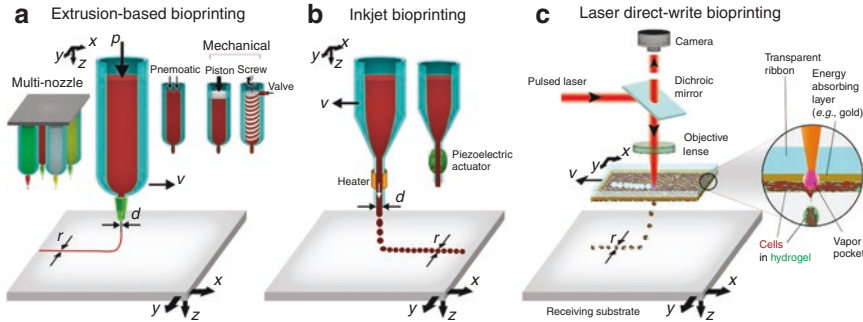 a Extrusion-based bioprinting
p
x
y
z
Mechanical
Pnemoatic
Piston
Screw
Valve
Multi-nozzle
v
d
r
x
y
z
b Inkjet bioprinting
x
y
z
v
Piezoelectric
actuator
Heater
d
r
x
y
z
c Laser direct-write bioprinting
Camera
Pulsed laser
Dichroic
mirror
Objective
lense
x
y
v
z
Transparent
ribbon
Energy
absorbing
layer
(e.g., gold)
Cells
in hydrogel
Vapor
pocket
r
Receiving substrate
x
y
z